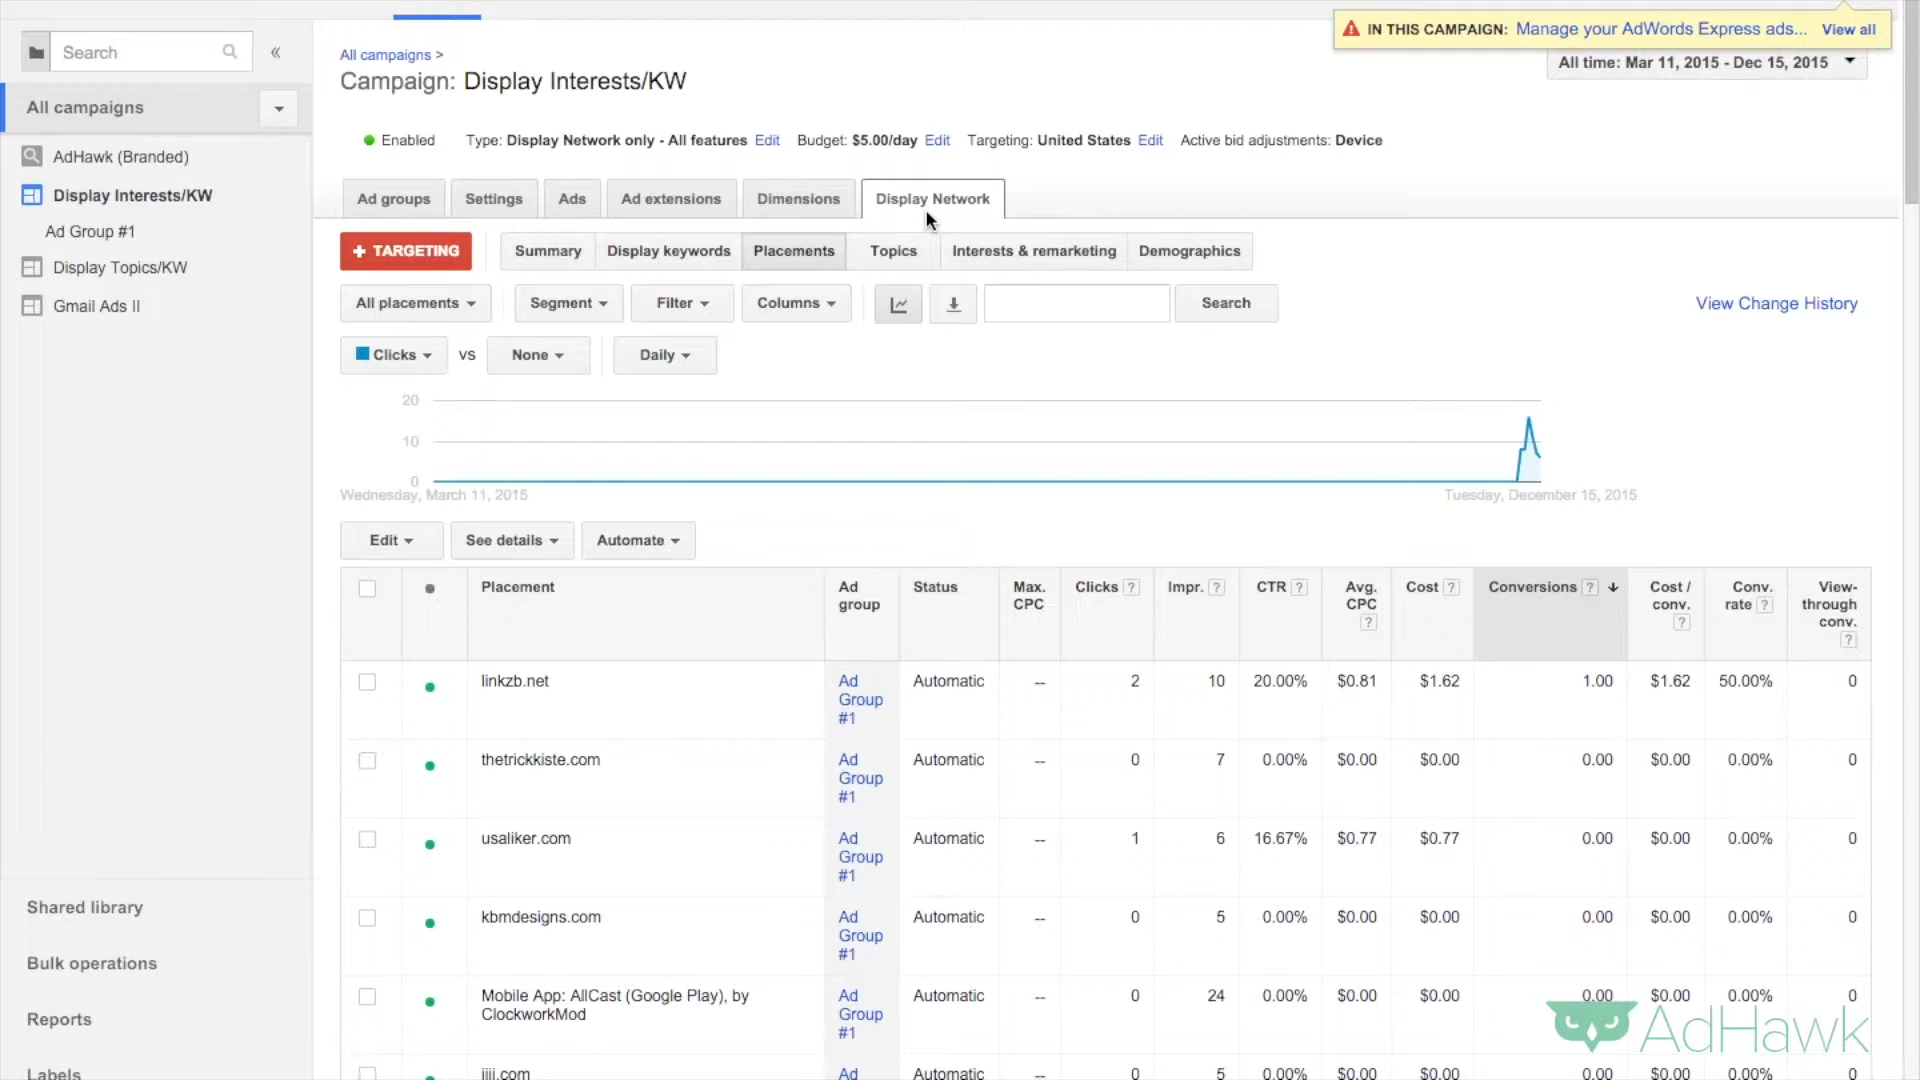 IN THIS CAMPAIGN: Manage your AdWords Express ads... View all
Search
«
All campaigns >
All time: Mar 11, 2015 - Dec 15, 2015
Campaign: Display Interests/KW
All campaigns
Enabled Type: Display Network only - All features Edit Budget: $5.00/day Edit Targeting: United States Edit Active bid adjustments: Device
AdHawk (Branded)
Display Interests/KW
Ad Group #1
Display Topics/KW
Gmail Ads II
Ad groups Settings Ads Ad extensions Dimensions Display Network
+ TARGETING Summary Display keywords Placements Topics Interests & remarketing Demographics
All placements Segment Filter Columns Search View Change History
Clicks vs None Daily
20
10
0
Wednesday, March 11, 2015 Tuesday, December 15, 2015
Edit See details Automate
Placement Ad group Status Max. CPC Clicks ? Impr. ? CTR ? Avg. CPC ? Cost ? Conversions ? Cost / conv. ? Conv. rate ? View-through conv. ?
linkzb.net Ad Group #1 Automatic -- 2 10 20.00% $0.81 $1.62 1.00 $1.62 50.00% 0
thetrickkiste.com Ad Group #1 Automatic -- 0 7 0.00% $0.00 $0.00 0.00 $0.00 0.00% 0
usaliker.com Ad Group #1 Automatic -- 1 6 16.67% $0.77 $0.77 0.00 $0.00 0.00% 0
kbmdesigns.com Ad Group #1 Automatic -- 0 5 0.00% $0.00 $0.00 0.00 $0.00 0.00% 0
Mobile App: AllCast (Google Play), by ClockworkMod Ad Group #1 Automatic -- 0 24 0.00% $0.00 $0.00 0.00 $0.00 0.00% 0
Ad Automatic -- 0 5 0.00% $0.00 $0.00 0.00 $0.00 0.00% 0
Shared library
Bulk operations
Reports
Labels
AdHawk